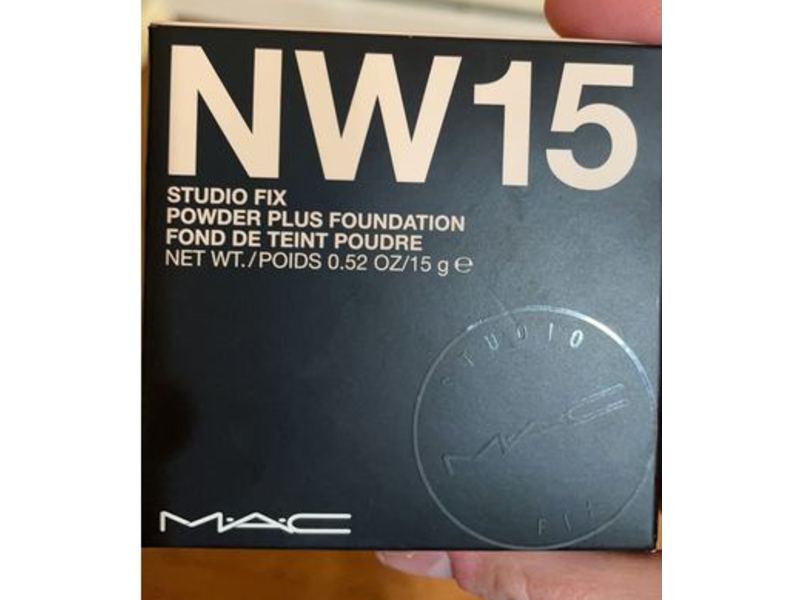 NW15
STUDIO FIX
POWDER PLUS FOUNDATION
FOND DE TEINT POUDRE
NET WT./POIDS 0.52 OZ/15 g ℮
STUDIO
M·A·C
FIX
M·A·C